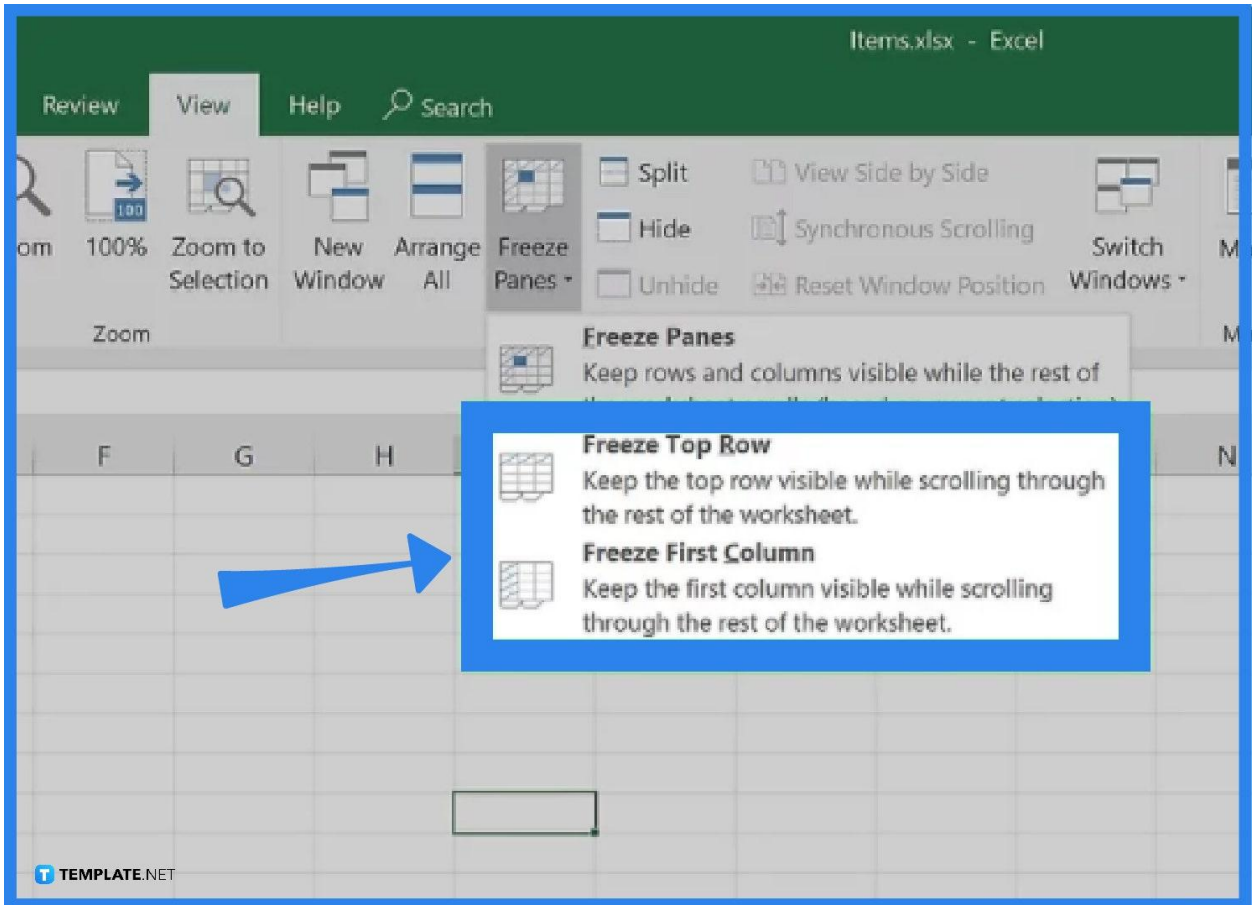 Items.xlsx - Excel
Review View Help Search
100% Zoom to Selection
New Window
Arrange All
Freeze Panes
Split
Hide
Unhide
View Side by Side
Synchronous Scrolling
Reset Window Position
Switch Windows
Zoom
Freeze Panes
Keep rows and columns visible while the rest of
F G H N
Freeze Top Row
Keep the top row visible while scrolling through
the rest of the worksheet.
Freeze First Column
Keep the first column visible while scrolling
through the rest of the worksheet.
T TEMPLATE.NET